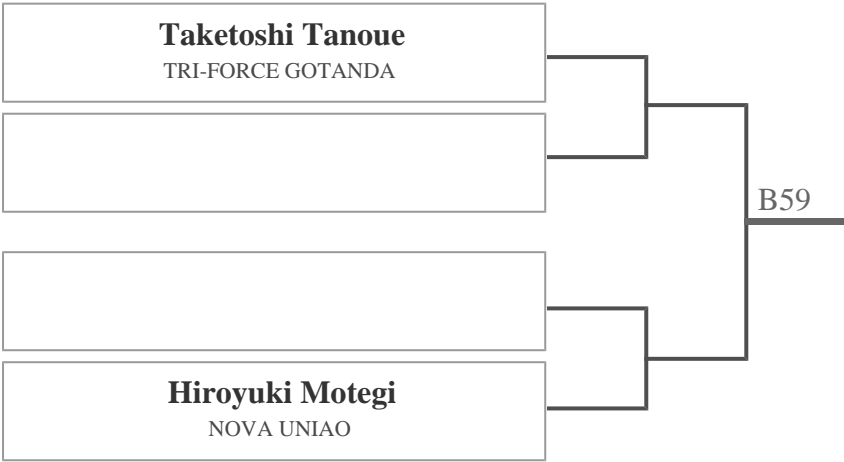 Taketoshi Tanoue
TRI-FORCE GOTANDA
B59
Hiroyuki Motegi
NOVA UNIAO